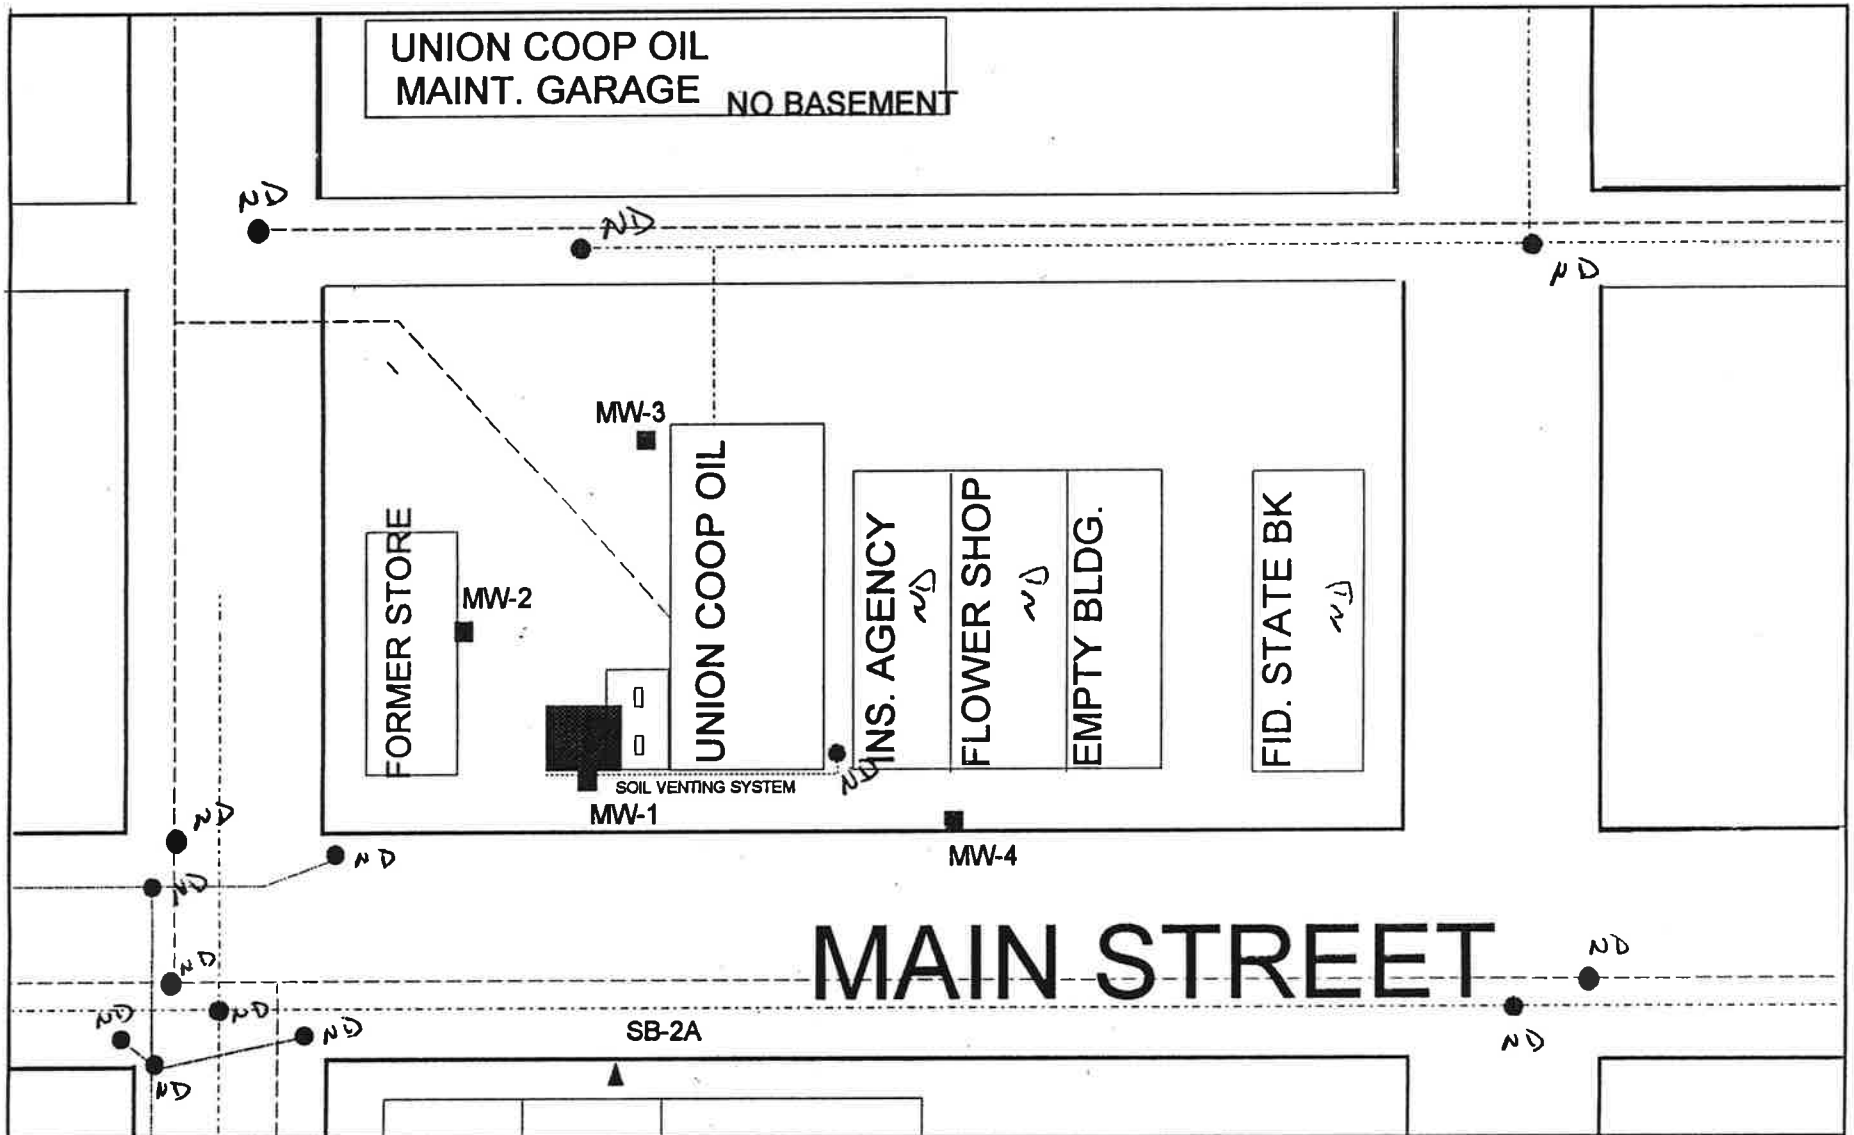 UNION COOP OIL
MAINT. GARAGE
NO BASEMENT
ND
ND
ND
MW-3
FORMER STORE
MW-2
UNION COOP OIL
INS. AGENCY
ND
FLOWER SHOP
ND
EMPTY BLDG.
FID. STATE BK
ND
SOIL VENTING SYSTEM
ND
MW-1
MW-4
ND
ND
ND
MAIN STREET
ND
ND
ND
ND
ND
ND
ND
SB-2A